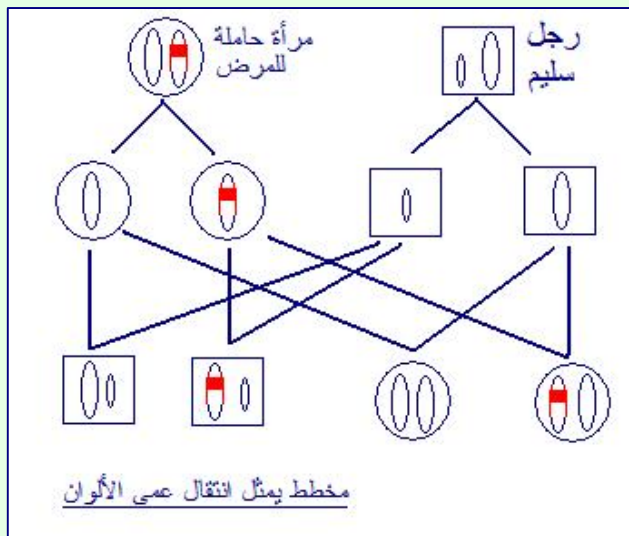 مرأة حاملة
للمرض
رجل
سليم
مخطط يمثل انتقال عمى الألوان